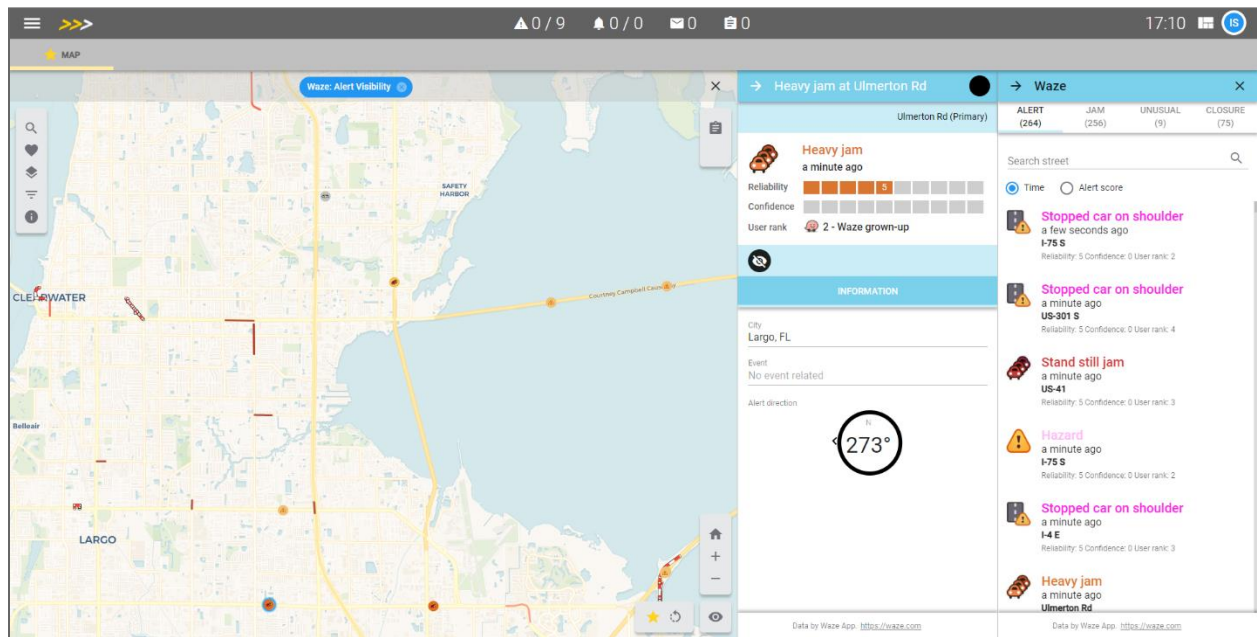 >>>
0 / 9
0 / 0
0
0
17:10
IS
MAP
Waze: Alert Visibility
SAFETY
HARBOR
CLEARWATER
Courtney Campbell
Belleair
LARGO
Heavy jam at Ulmerton Rd
Ulmerton Rd (Primary)
Heavy jam
a minute ago
Reliability 5
Confidence
User rank 2 - Waze grown-up
INFORMATION
City
Largo, FL
Event
No event related
Alert direction
N
273°
Data by Waze App. https://waze.com
Waze
ALERT JAM UNUSUAL CLOSURE
(264) (256) (9) (75)
Search street
Time Alert score
Stopped car on shoulder
a few seconds ago
I-75 S
Reliability: 5 Confidence: 0 User rank: 2
Stopped car on shoulder
a minute ago
US-301 S
Reliability: 5 Confidence: 0 User rank: 4
Stand still jam
a minute ago
US-41
Reliability: 5 Confidence: 0 User rank: 3
Hazard
a minute ago
I-75 S
Reliability: 5 Confidence: 0 User rank: 2
Stopped car on shoulder
a minute ago
I-4 E
Reliability: 5 Confidence: 0 User rank: 3
Heavy jam
a minute ago
Ulmerton Rd
Data by Waze App. https://waze.com